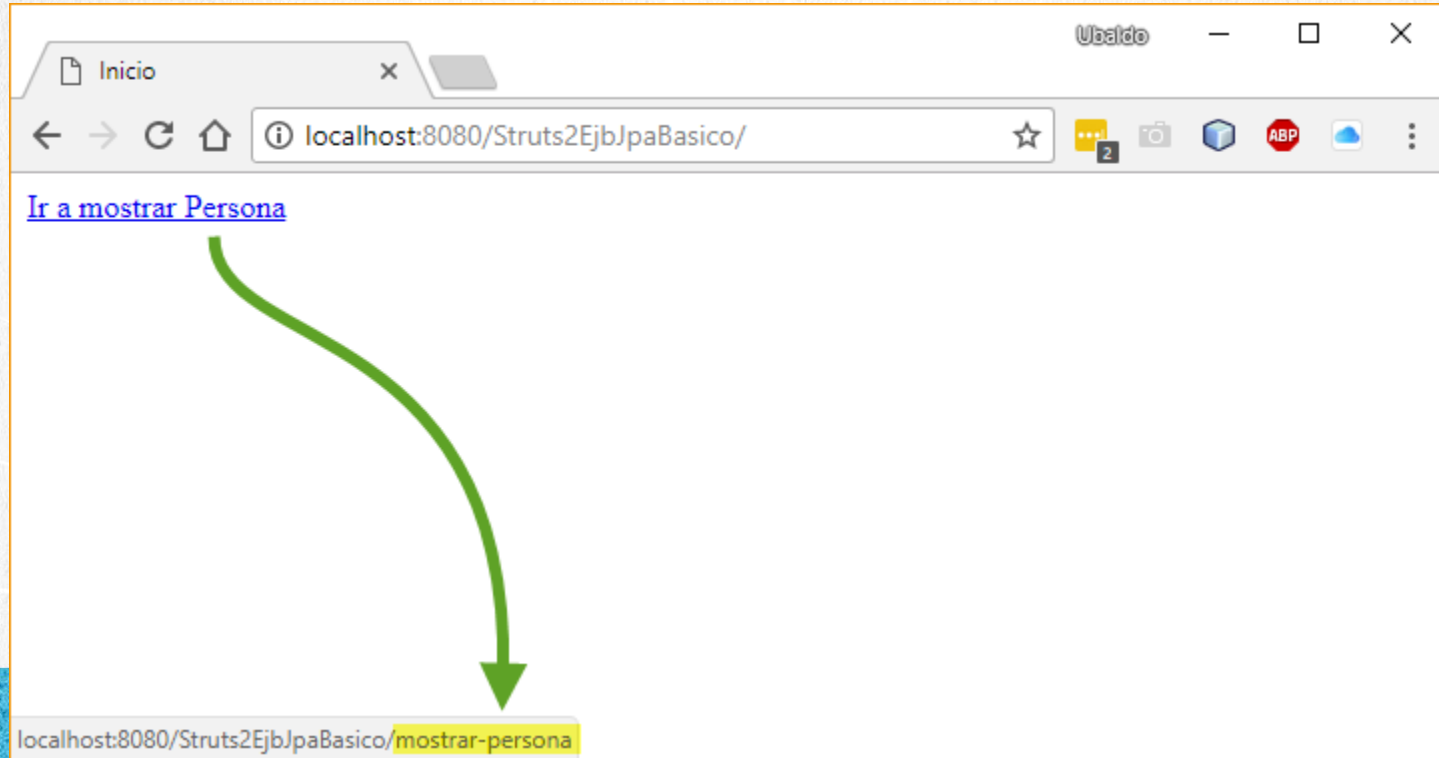 Ubaldo
Inicio
localhost:8080/Struts2EjbJpaBasico/
2
ABP
Ir a mostrar Persona
localhost:8080/Struts2EjbJpaBasico/mostrar-persona